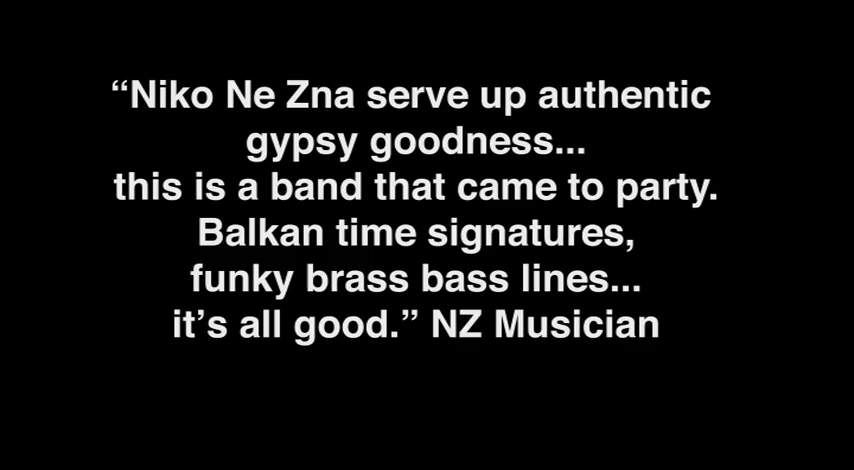 “Niko Ne Zna serve up authentic
gypsy goodness...
this is a band that came to party.
Balkan time signatures,
funky brass bass lines...
it’s all good.” NZ Musician